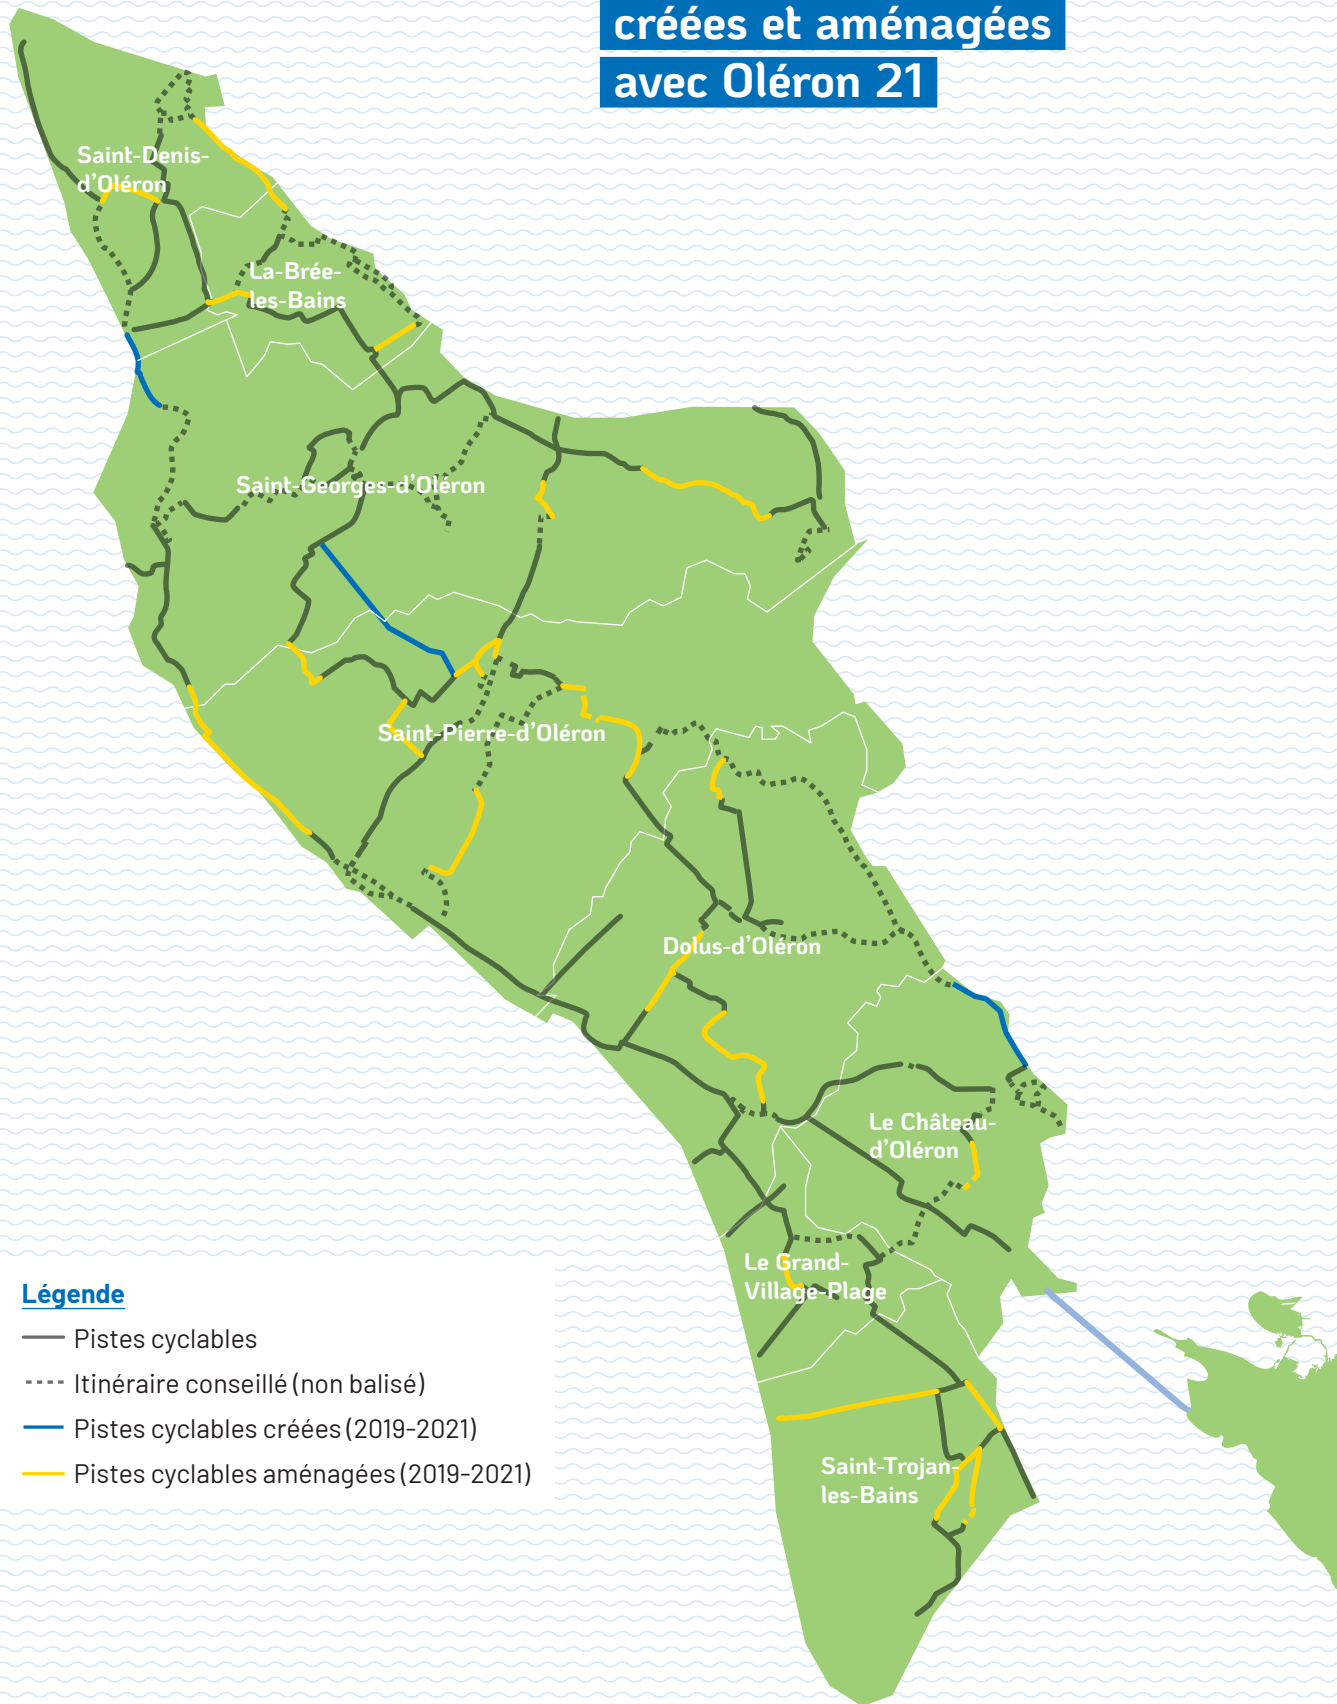 créées et aménagées
avec Oléron 21
Saint-Denis-
d'Oléron
La-Brée-
les-Bains
Saint-Georges-d'Oléron
Saint-Pierre-d'Oléron
Dolus-d'Oléron
Le Château-
d'Oléron
Le Grand-
Village-Plage
Saint-Trojan-
les-Bains
Légende
Pistes cyclables
Itinéraire conseillé (non balisé)
Pistes cyclables créées (2019-2021)
Pistes cyclables aménagées (2019-2021)